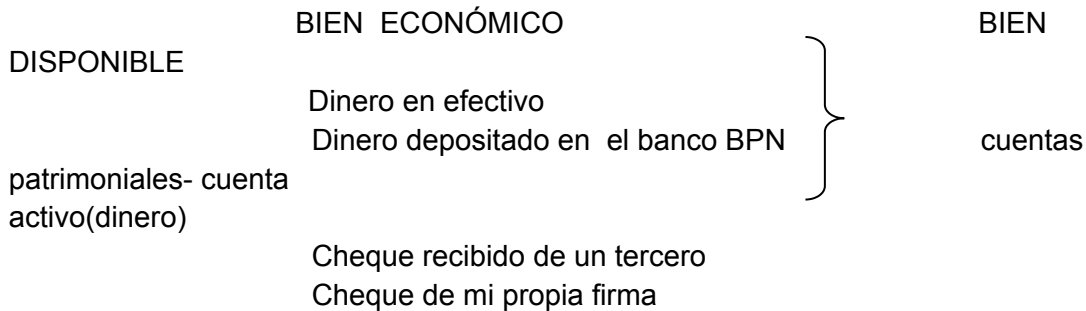 BIEN ECONÓMICO BIEN
DISPONIBLE
Dinero en efectivo
Dinero depositado en el banco BPN cuentas
patrimoniales- cuenta
activo(dinero)
Cheque recibido de un tercero
Cheque de mi propia firma